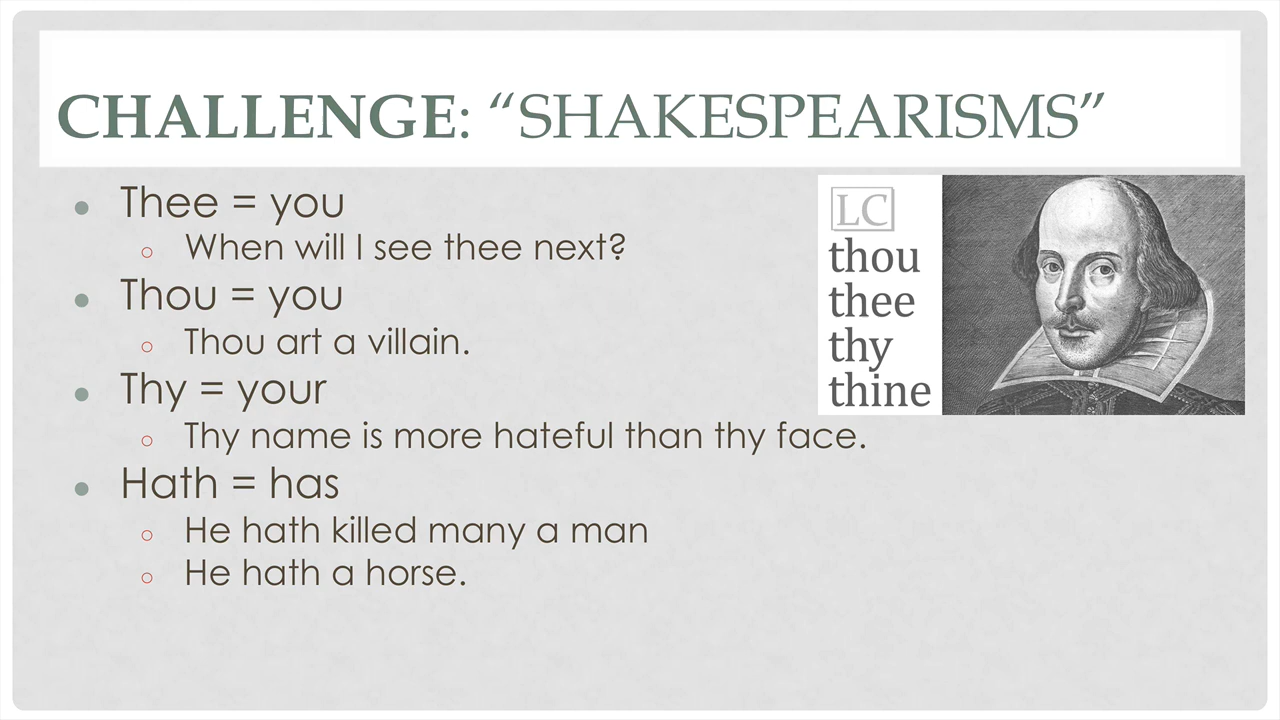 CHALLENGE: “SHAKESPEARISMS”
● Thee = you
○ When will I see thee next?
● Thou = you
○ Thou art a villain.
● Thy = your
○ Thy name is more hateful than thy face.
● Hath = has
○ He hath killed many a man
○ He hath a horse.
LC
thou
thee
thy
thine